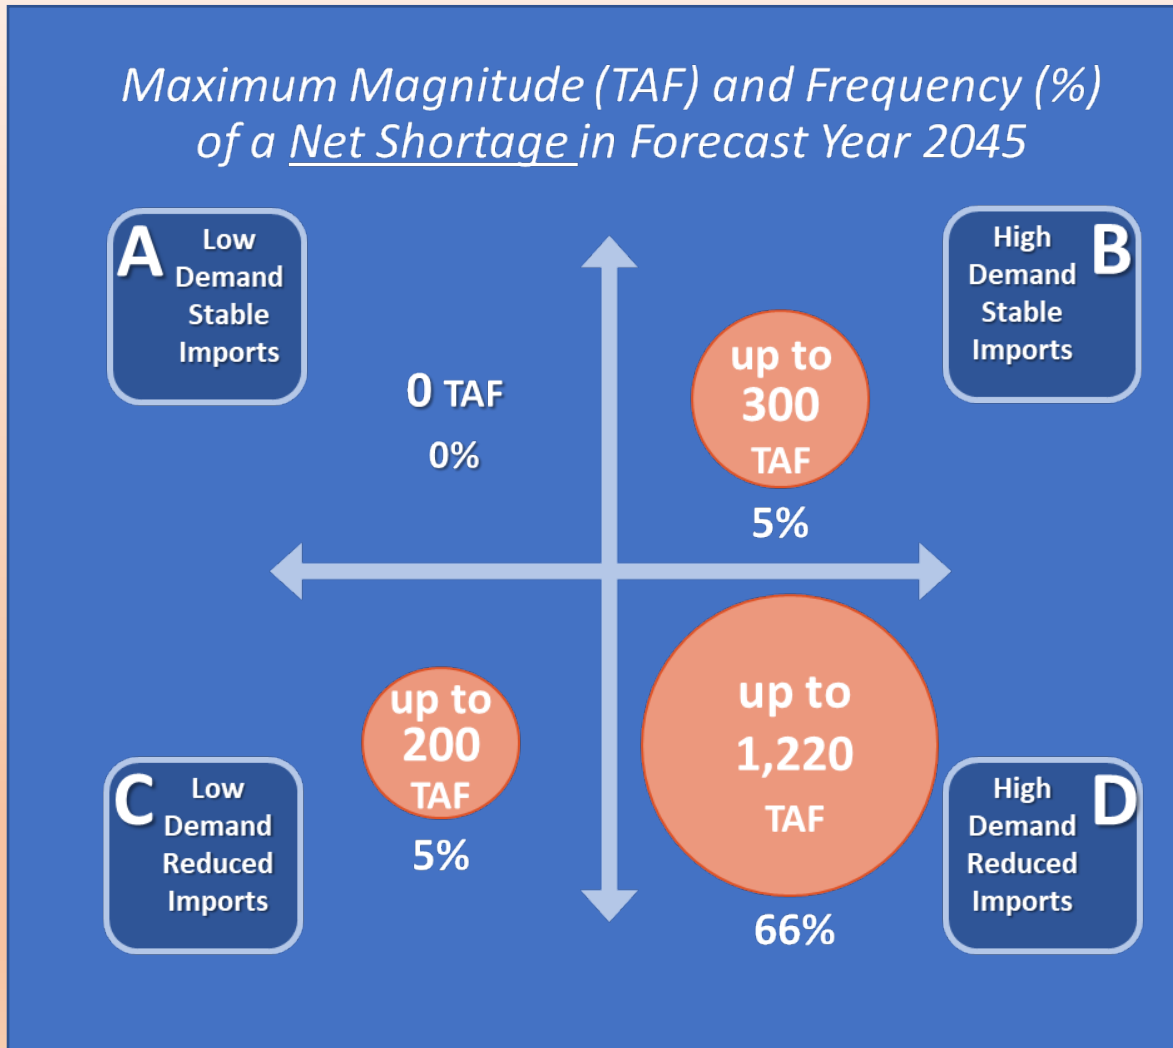 Maximum Magnitude (TAF) and Frequency (%)
of a Net Shortage in Forecast Year 2045
A
Low
Demand
Stable
Imports
B
High
Demand
Stable
Imports
0 TAF
0%
up to
300
TAF
5%
up to
200
TAF
5%
up to
1,220
TAF
66%
C
Low
Demand
Reduced
Imports
D
High
Demand
Reduced
Imports